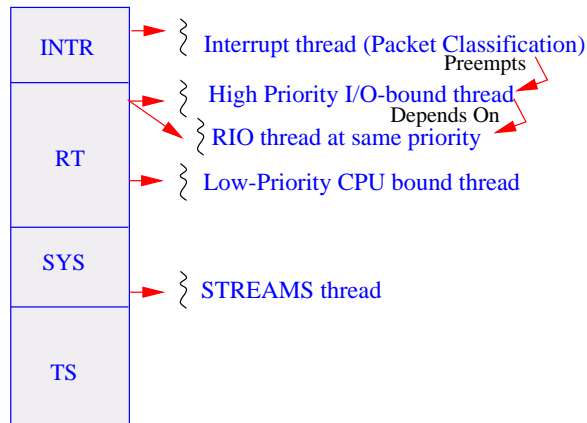 INTR
Interrupt thread (Packet Classification)
Preempts
High Priority I/O-bound thread
Depends On
RIO thread at same priority
RT
Low-Priority CPU bound thread
SYS
STREAMS thread
TS